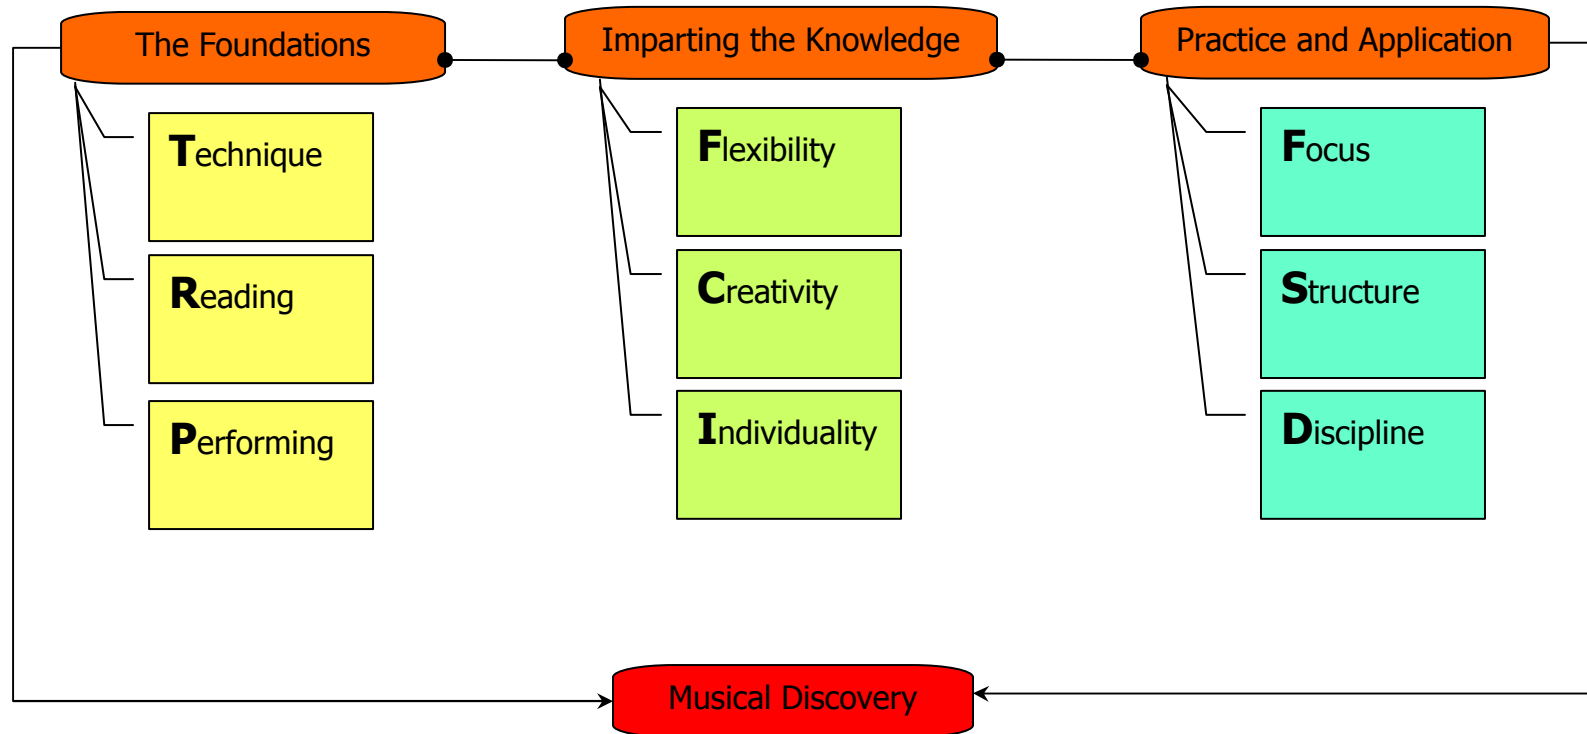 The Foundations
Imparting the Knowledge
Practice and Application
Technique
Flexibility
Focus
Reading
Creativity
Structure
Performing
Individuality
Discipline
Musical Discovery